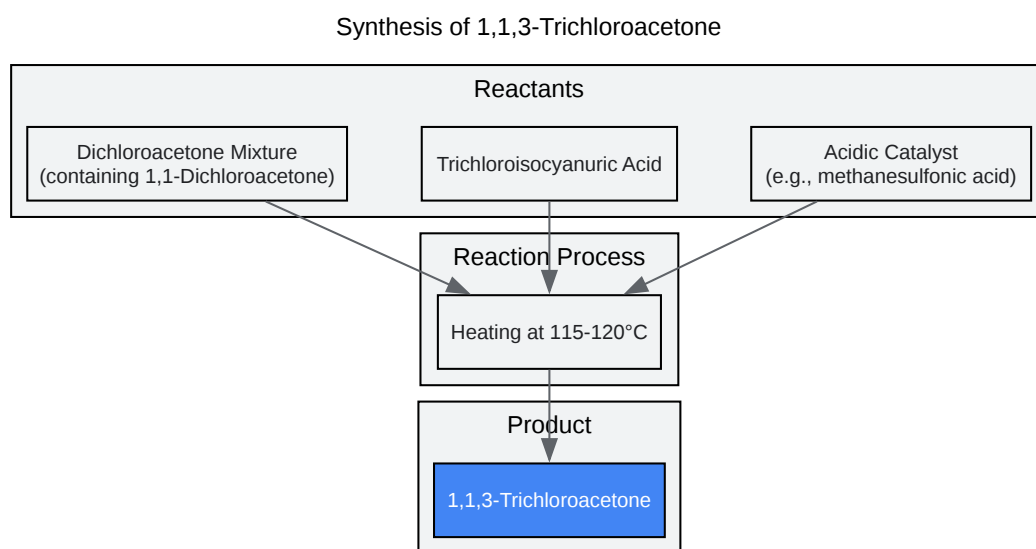 Synthesis of 1,1,3-Trichloroacetone
Reactants
Dichloroacetone Mixture
(containing 1,1-Dichloroacetone)
Trichloroisocyanuric Acid
Acidic Catalyst
(e.g., methanesulfonic acid)
Reaction Process
Heating at 115-120°C
Product
1,1,3-Trichloroacetone